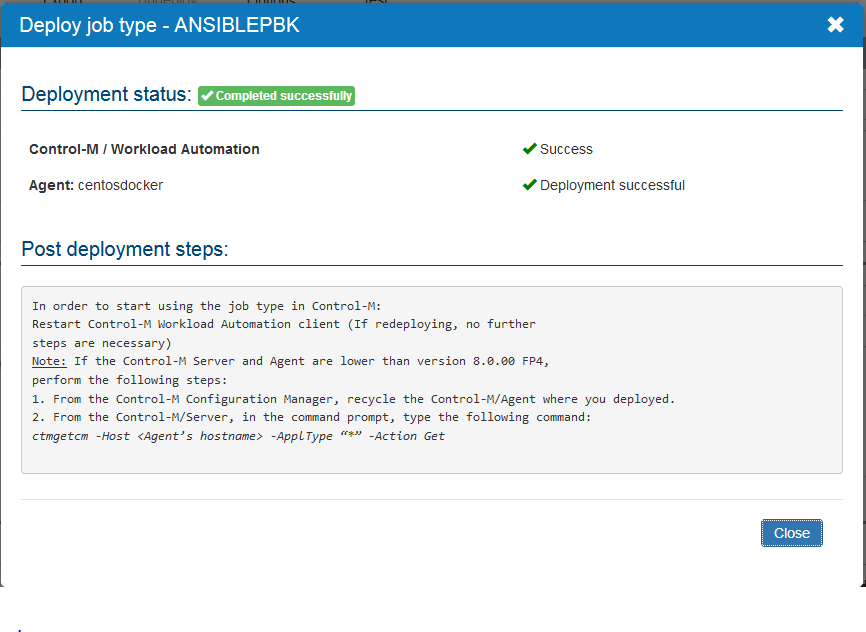 Deploy job type - ANSIBLEPBK
Deployment status: Completed successfully
Control-M / Workload Automation Success
Agent: centosdocker Deployment successful
Post deployment steps:
In order to start using the job type in Control-M:
Restart Control-M Workload Automation client (If redeploying, no further
steps are necessary)
Note: If the Control-M Server and Agent are lower than version 8.0.00 FP4,
perform the following steps:
1. From the Control-M Configuration Manager, recycle the Control-M/Agent where you deployed.
2. From the Control-M/Server, in the command prompt, type the following command:
ctmgetcm -Host <Agent’s hostname> -ApplType “*” -Action Get
Close